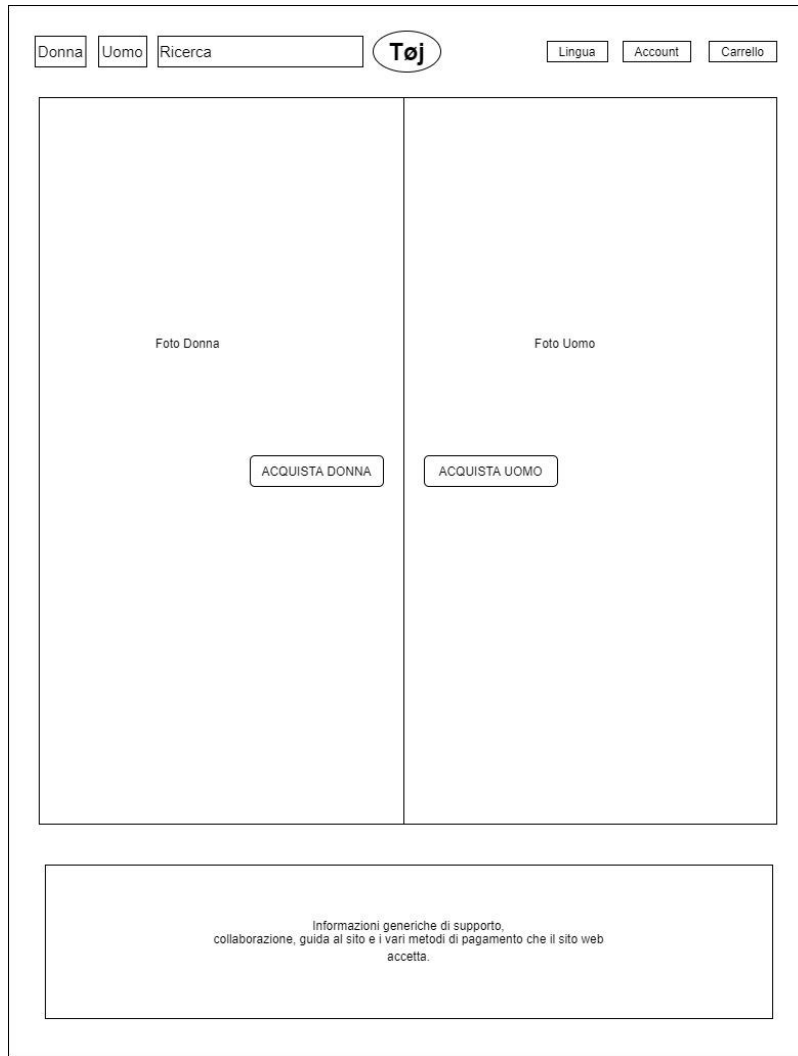 Donna
Uomo
Ricerca
Tøj
Lingua
Account
Carrello
Foto Donna
Foto Uomo
ACQUISTA DONNA
ACQUISTA UOMO
Informazioni generiche di supporto,
collaborazione, guida al sito e i vari metodi di pagamento che il sito web
accetta.